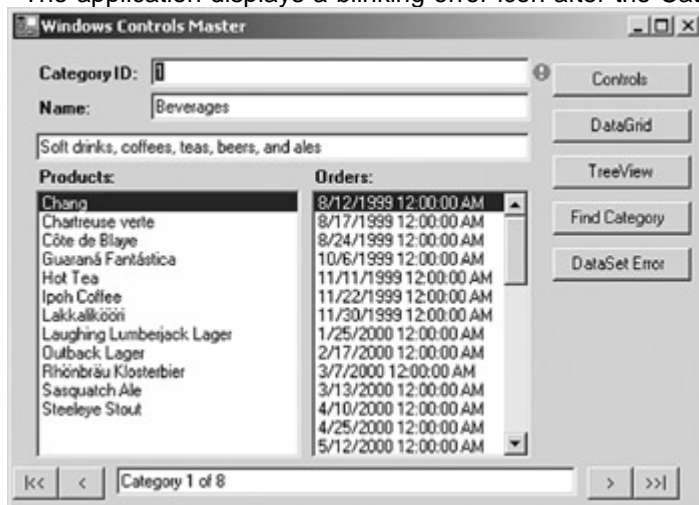 The application displays a blinking error icon after the Cat
Windows Control Master
Category ID: 1
Controls
Name: Beverages
DataGrid
Soft drinks, coffees, teas, beers, and ales
TreeView
Products:
Orders:
Find Category
DataSet Error
Chang
Chartreuse verte
Côte de Blaye
Guaraná Fantástica
Hot Tea
Ipoh Coffee
Lakkalikööri
Laughing Lumberjack Lager
Outback Lager
Rhönbräu Klosterbier
Sasquatch Ale
Steeleye Stout
8/12/1999 12:00:00 AM
8/17/1999 12:00:00 AM
8/24/1999 12:00:00 AM
10/6/1999 12:00:00 AM
11/11/1999 12:00:00 AM
11/22/1999 12:00:00 AM
11/30/1999 12:00:00 AM
1/25/2000 12:00:00 AM
2/17/2000 12:00:00 AM
3/7/2000 12:00:00 AM
3/13/2000 12:00:00 AM
4/10/2000 12:00:00 AM
4/25/2000 12:00:00 AM
5/12/2000 12:00:00 AM
|<< < Category 1 of 8 > >>|